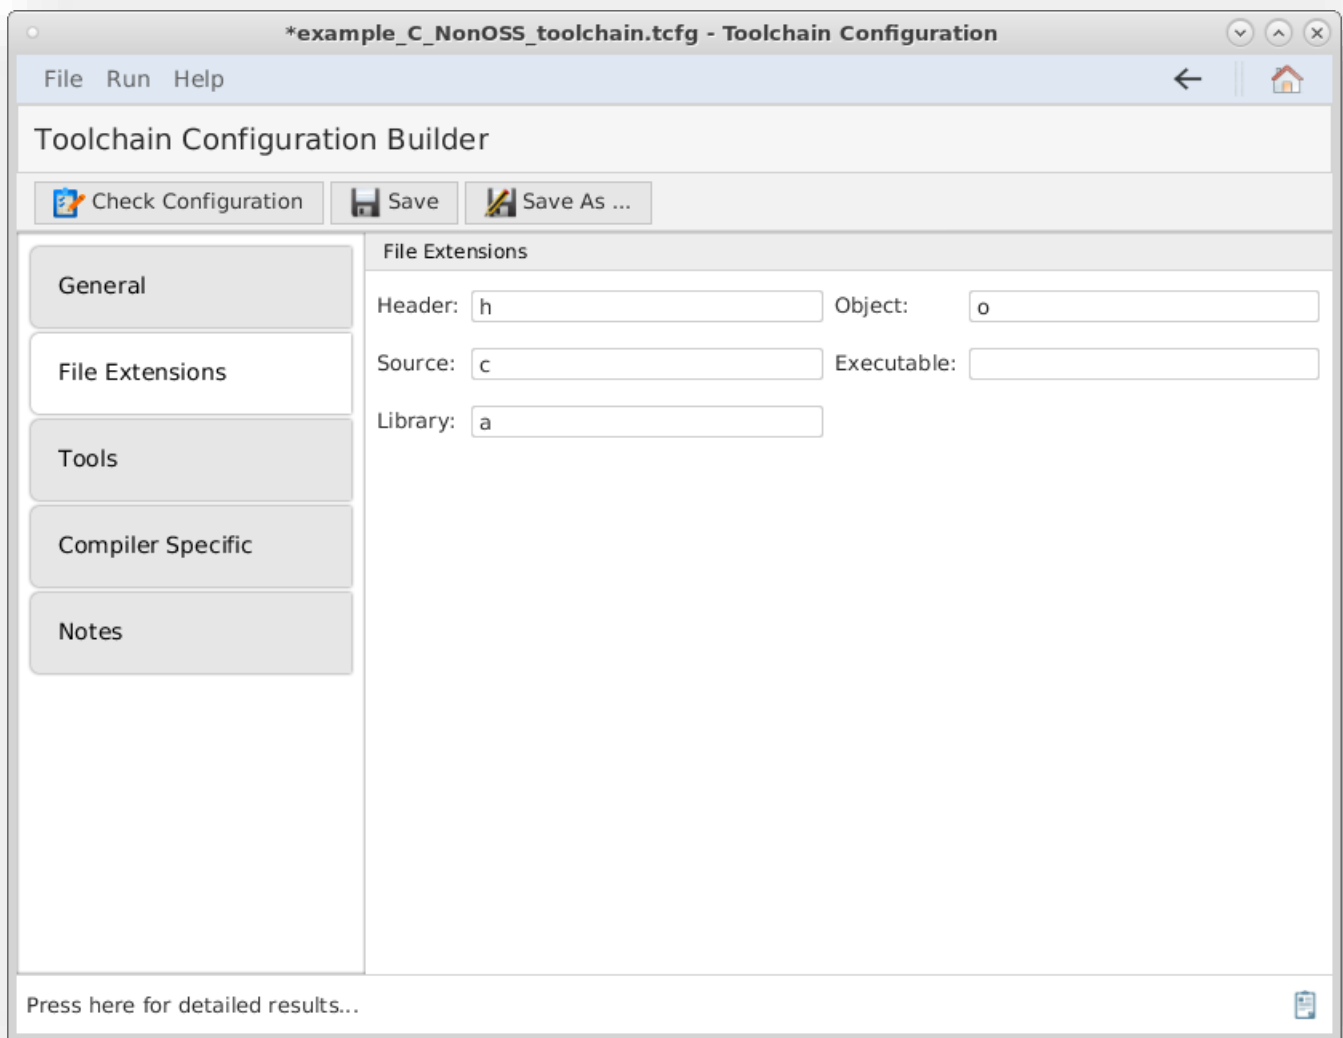 *example_C_NonOSS_toolchain.tcfg - Toolchain Configuration
File Run Help
Toolchain Configuration Builder
Check Configuration Save Save As ...
General
File Extensions
Tools
Compiler Specific
Notes
File Extensions
Header: h Object: o
Source: c Executable:
Library: a
Press here for detailed results...